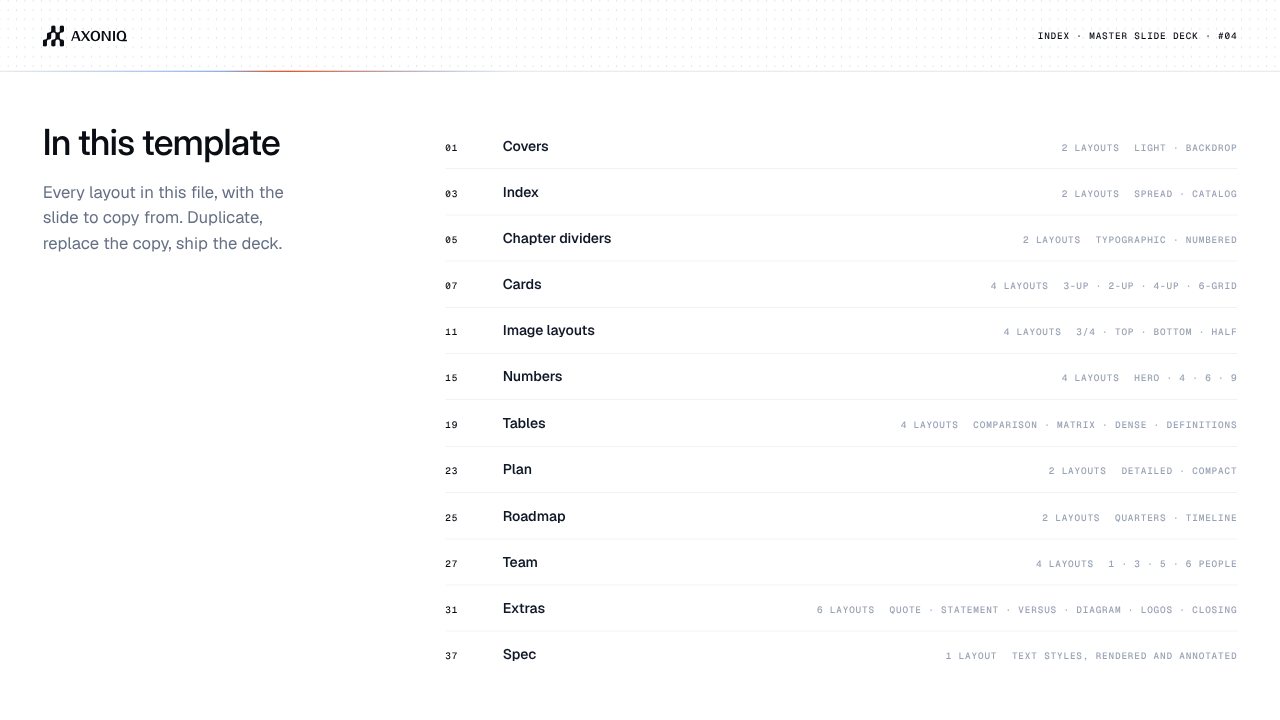 AXONIQ
INDEX · MASTER SLIDE DECK · #04
In this template
Every layout in this file, with the
slide to copy from. Duplicate,
replace the copy, ship the deck.
01 Covers 2 LAYOUTS LIGHT · BACKDROP
03 Index 2 LAYOUTS SPREAD · CATALOG
05 Chapter dividers 2 LAYOUTS TYPOGRAPHIC · NUMBERED
07 Cards 4 LAYOUTS 3-UP · 2-UP · 4-UP · 6-GRID
11 Image layouts 4 LAYOUTS 3/4 · TOP · BOTTOM · HALF
15 Numbers 4 LAYOUTS HERO · 4 · 6 · 9
19 Tables 4 LAYOUTS COMPARISON · MATRIX · DENSE · DEFINITIONS
23 Plan 2 LAYOUTS DETAILED · COMPACT
25 Roadmap 2 LAYOUTS QUARTERS · TIMELINE
27 Team 4 LAYOUTS 1 · 3 · 5 · 6 PEOPLE
31 Extras 6 LAYOUTS QUOTE · STATEMENT · VERSUS · DIAGRAM · LOGOS · CLOSING
37 Spec 1 LAYOUT TEXT STYLES, RENDERED AND ANNOTATED